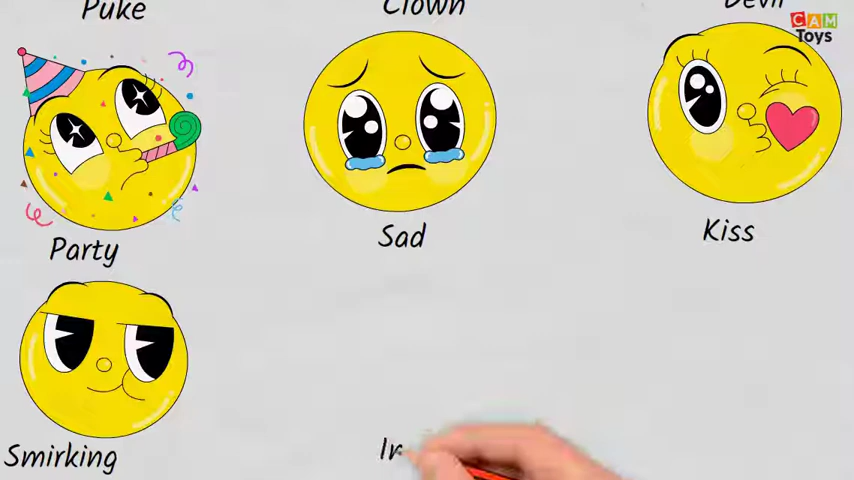 Puke
Clown
Devil
CAM
Toys
Party
Sad
Kiss
Smirking